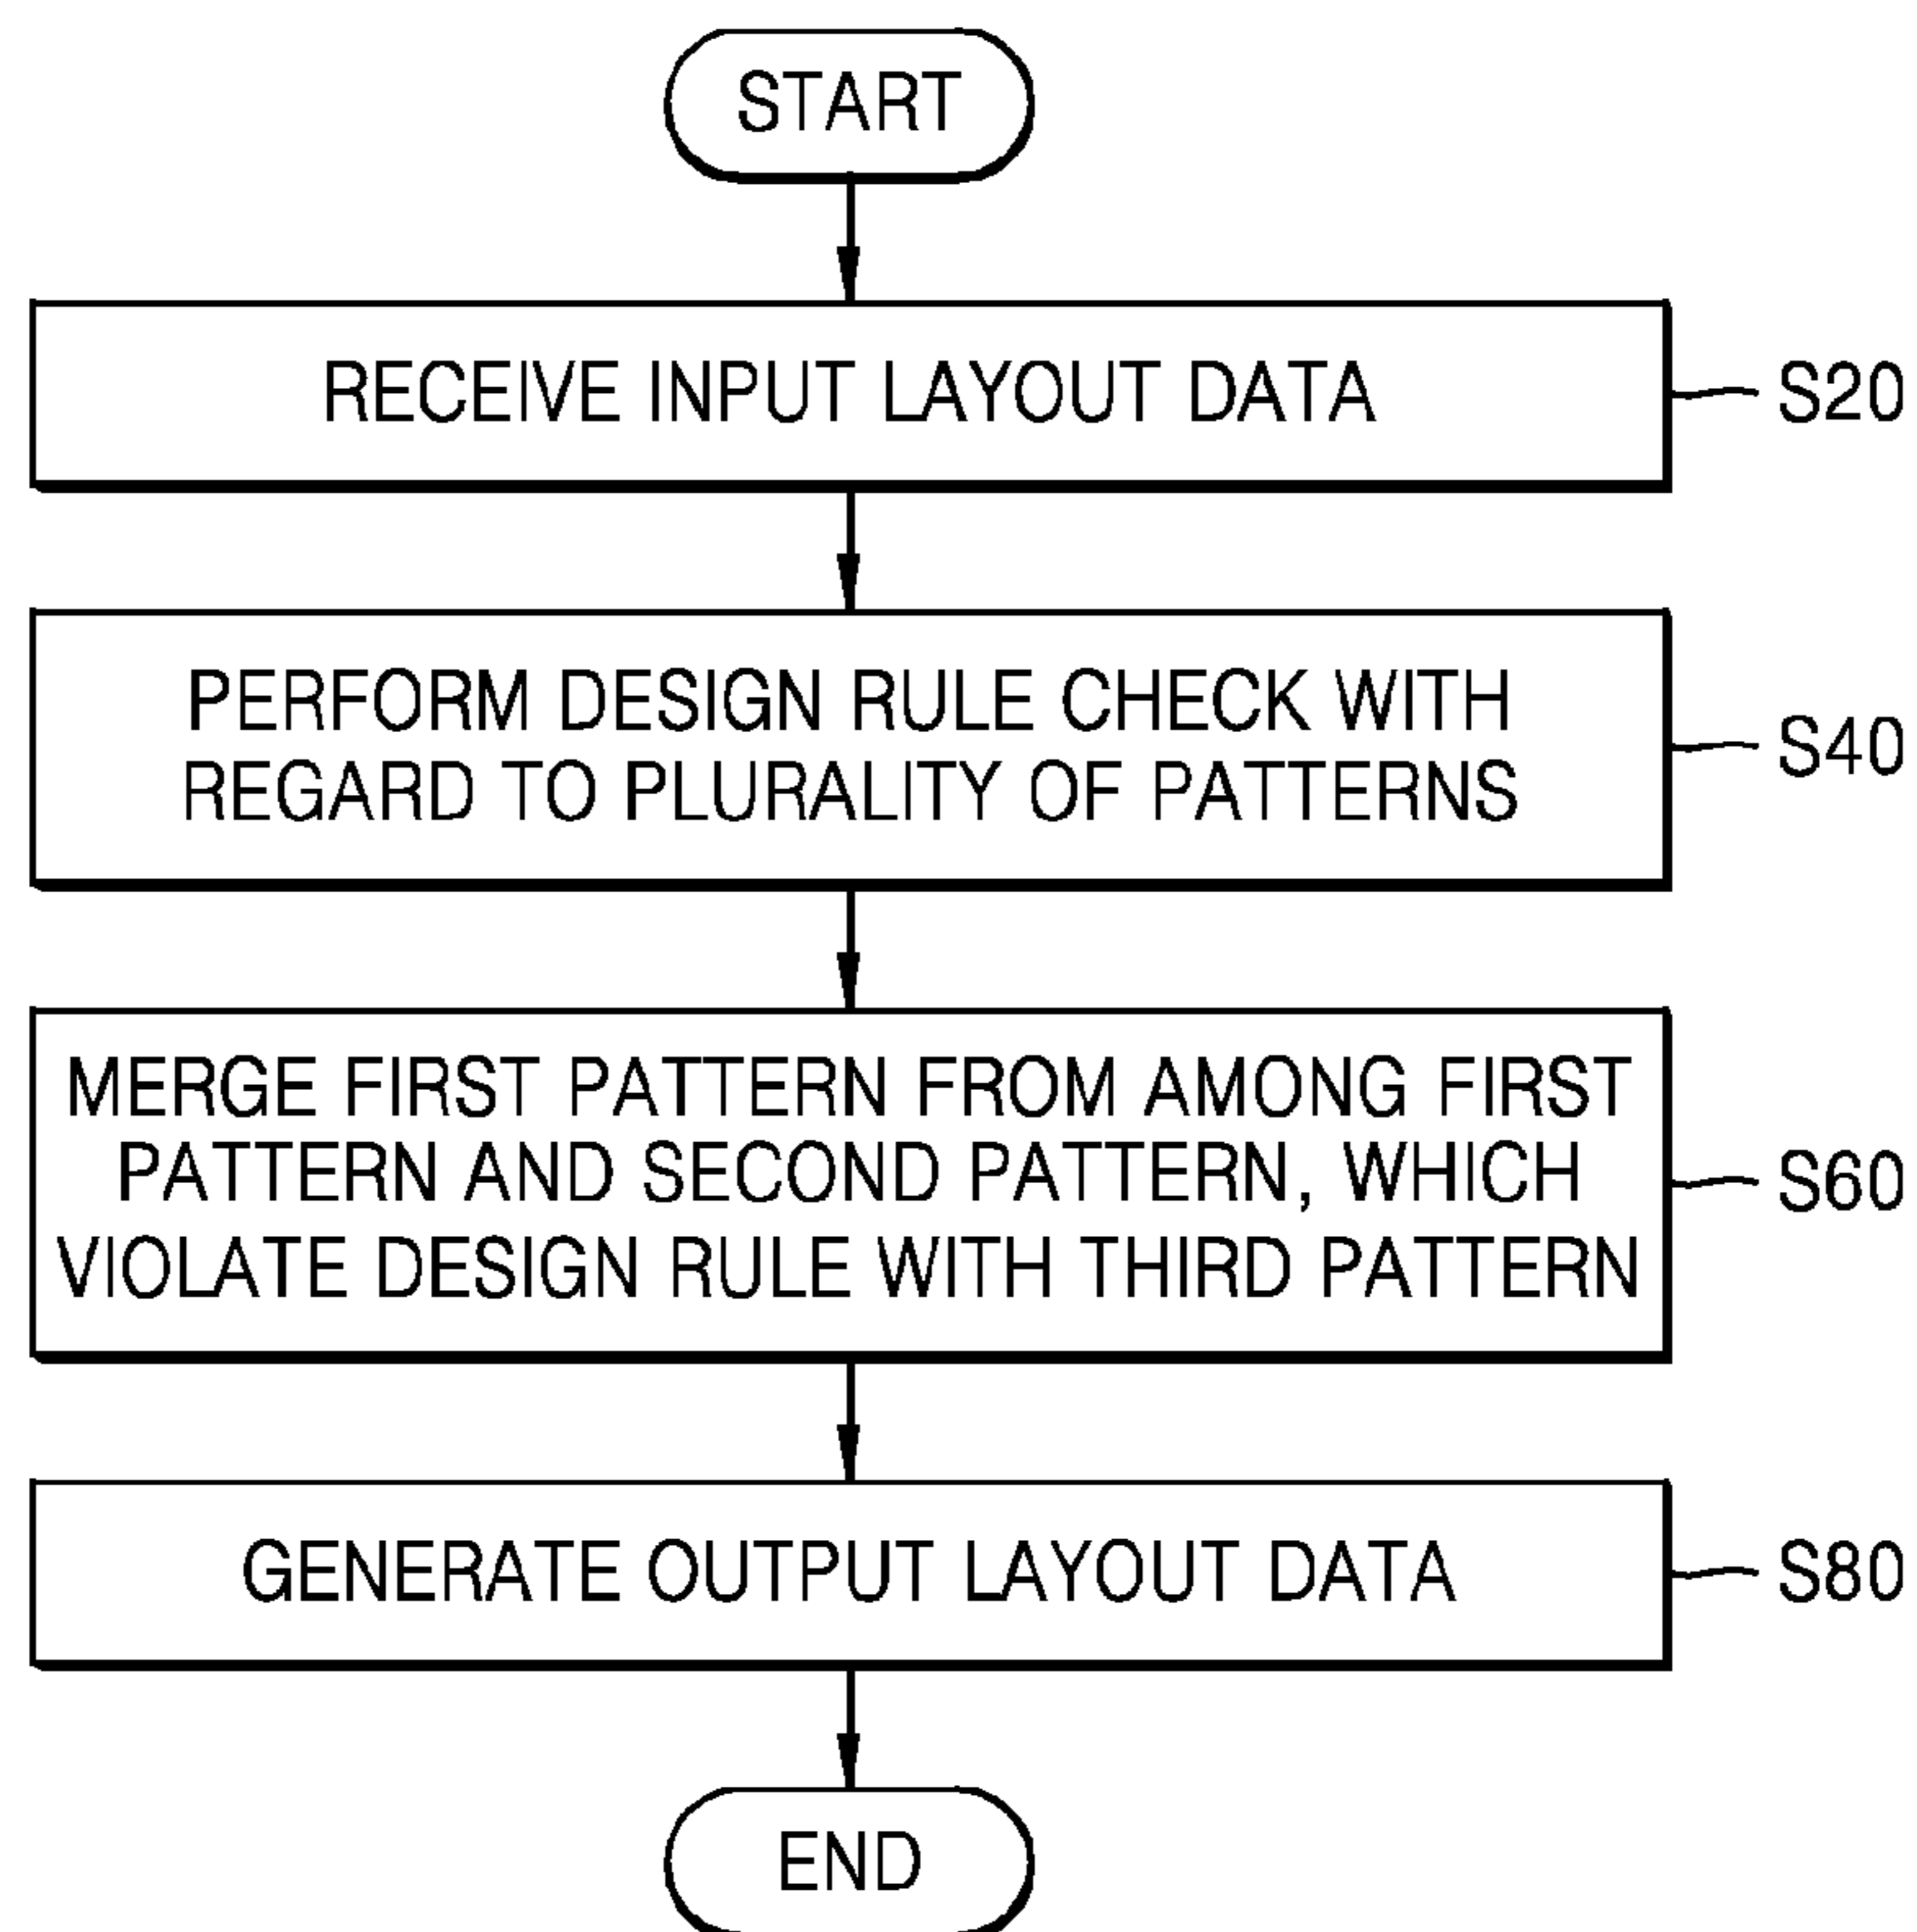 START
RECEIVE INPUT LAYOUT DATA
S20
PERFORM DESIGN RULE CHECK WITH
REGARD TO PLURALITY OF PATTERNS
S40
MERGE FIRST PATTERN FROM AMONG FIRST
PATTERN AND SECOND PATTERN, WHICH
VIOLATE DESIGN RULE WITH THIRD PATTERN
S60
GENERATE OUTPUT LAYOUT DATA
S80
END